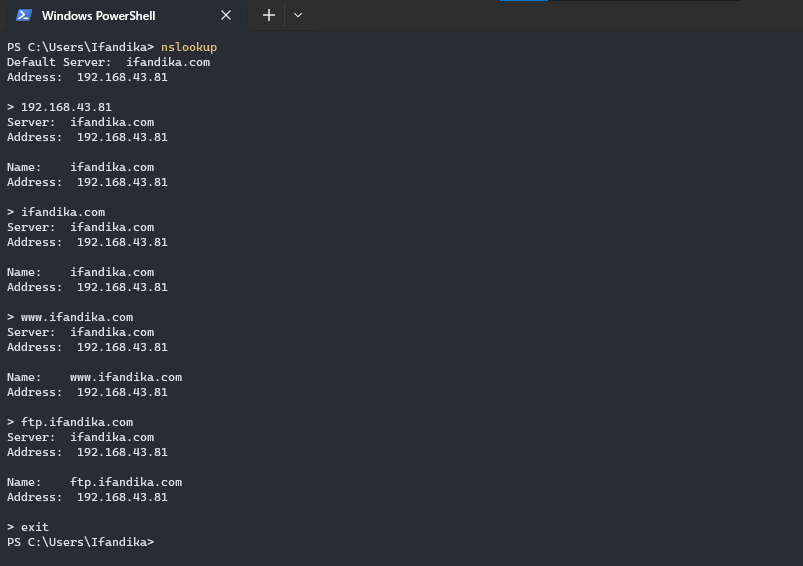 Windows PowerShell
PS C:\Users\Ifandika> nslookup
Default Server:  ifandika.com
Address:  192.168.43.81
> 192.168.43.81
Server:  ifandika.com
Address:  192.168.43.81
Name:    ifandika.com
Address:  192.168.43.81
> ifandika.com
Server:  ifandika.com
Address:  192.168.43.81
Name:    ifandika.com
Address:  192.168.43.81
> www.ifandika.com
Server:  ifandika.com
Address:  192.168.43.81
Name:    www.ifandika.com
Address:  192.168.43.81
> ftp.ifandika.com
Server:  ifandika.com
Address:  192.168.43.81
Name:    ftp.ifandika.com
Address:  192.168.43.81
> exit
PS C:\Users\Ifandika>